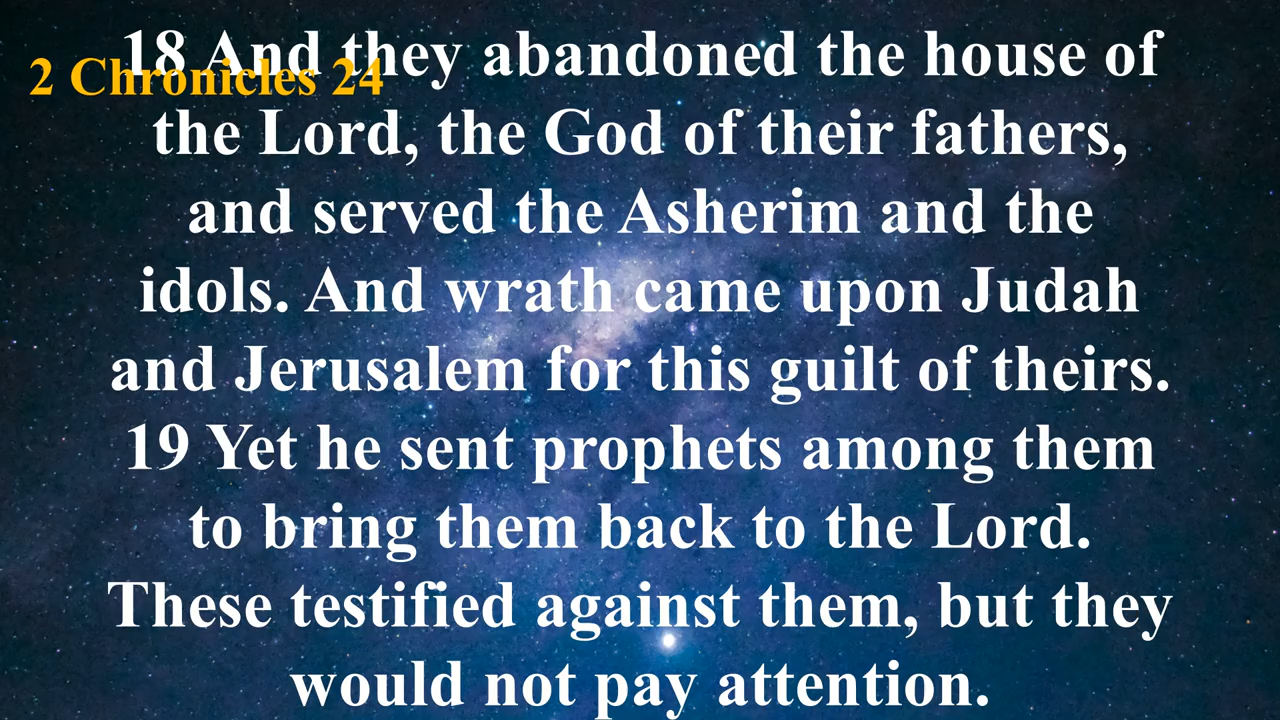 18 And they abandoned the house of
2 Chronicles 24
the Lord, the God of their fathers,
and served the Asherim and the
idols. And wrath came upon Judah
and Jerusalem for this guilt of theirs.
19 Yet he sent prophets among them
to bring them back to the Lord.
These testified against them, but they
would not pay attention.